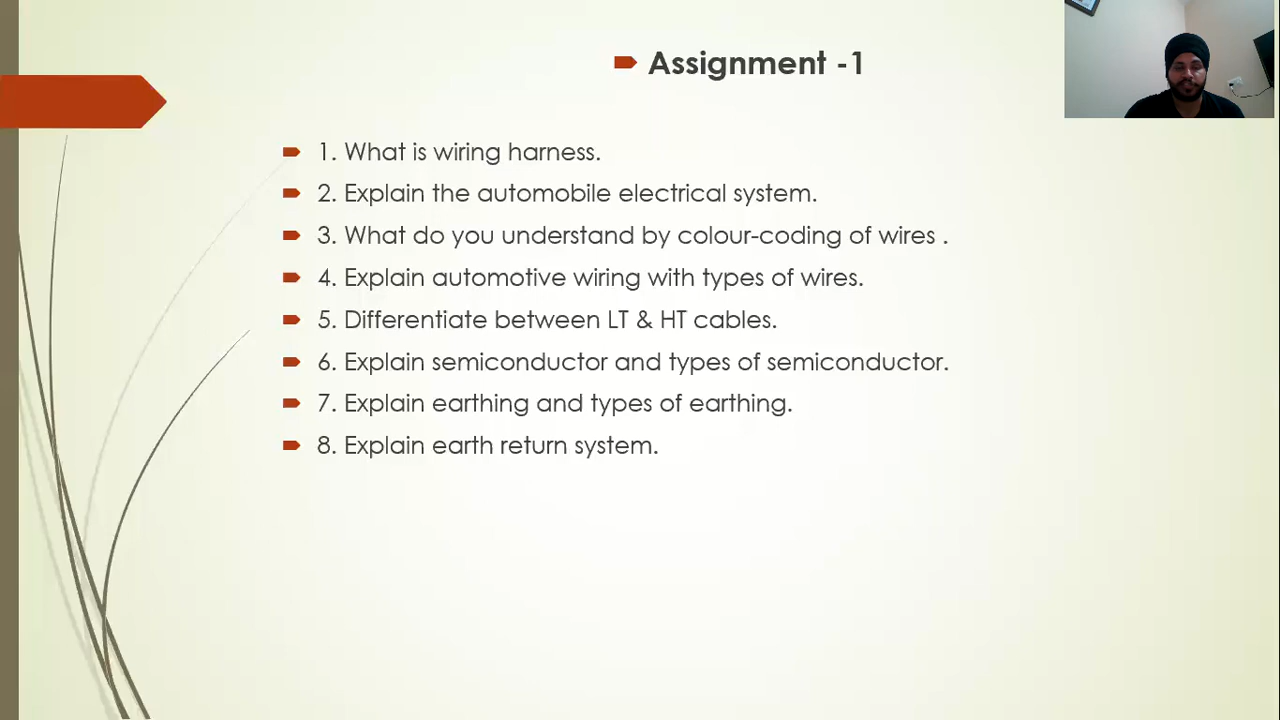 Assignment -1
1. What is wiring harness.
2. Explain the automobile electrical system.
3. What do you understand by colour-coding of wires .
4. Explain automotive wiring with types of wires.
5. Differentiate between LT & HT cables.
6. Explain semiconductor and types of semiconductor.
7. Explain earthing and types of earthing.
8. Explain earth return system.